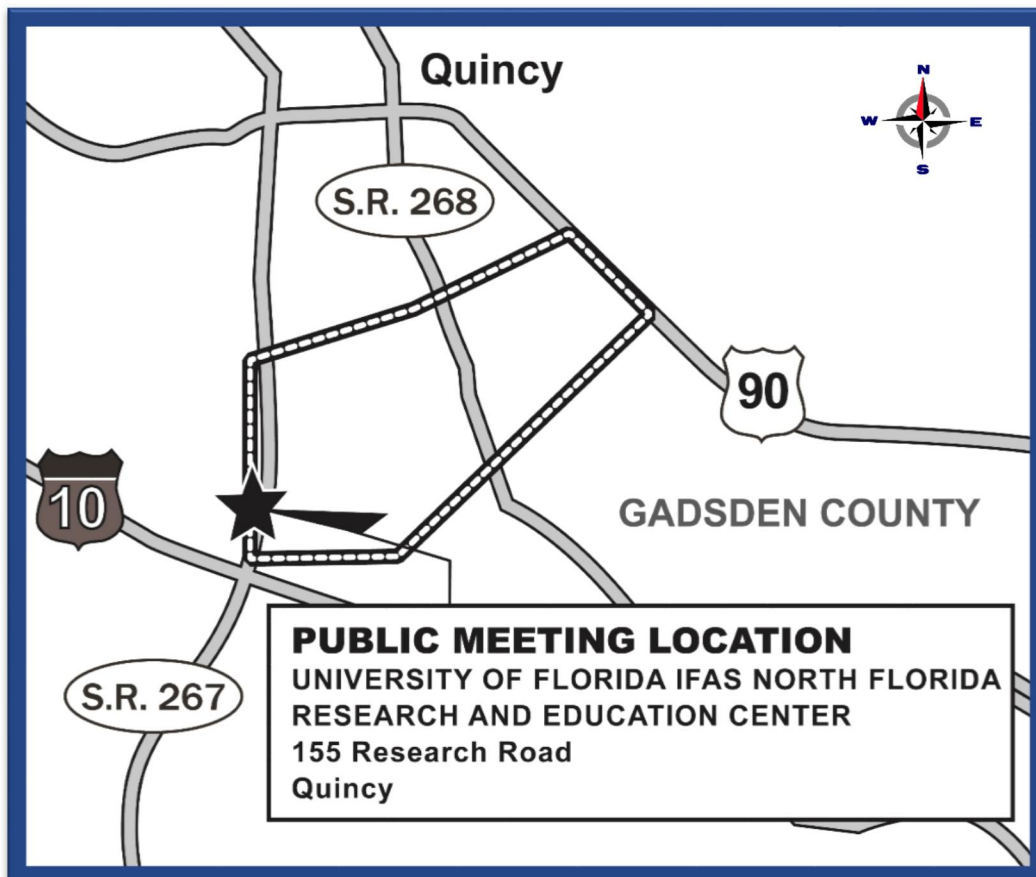 Quincy
N
W E
S
S.R. 268
90
10
GADSDEN COUNTY
S.R. 267
PUBLIC MEETING LOCATION
UNIVERSITY OF FLORIDA IFAS NORTH FLORIDA
RESEARCH AND EDUCATION CENTER
155 Research Road
Quincy